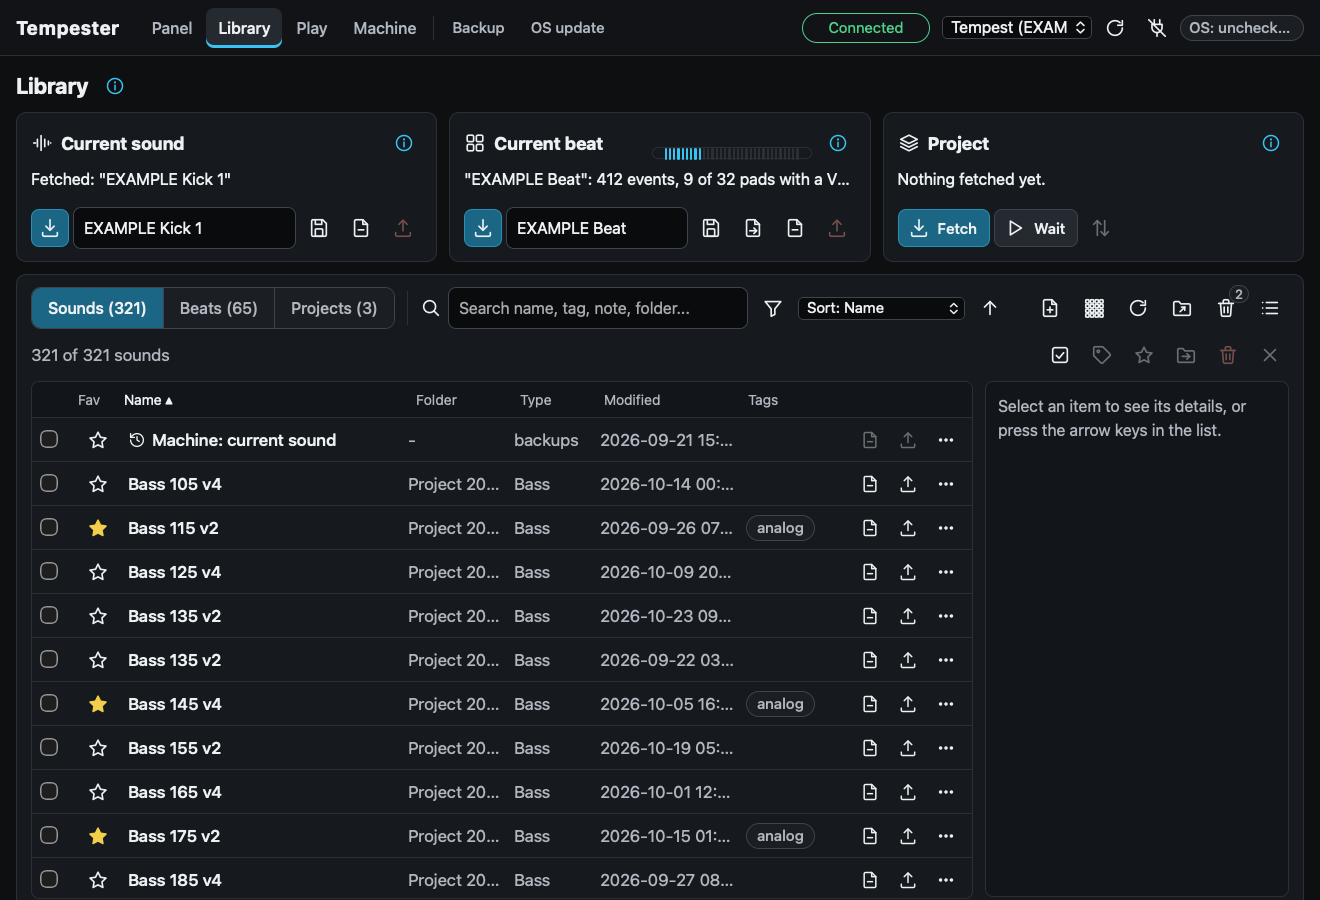 Tempester
Panel
Library
Play
Machine
Backup
OS update
Connected
Tempest (EXAM
OS: uncheck...
Library
Current sound
Fetched: "EXAMPLE Kick 1"
EXAMPLE Kick 1
Current beat
"EXAMPLE Beat": 412 events, 9 of 32 pads with a V...
EXAMPLE Beat
Project
Nothing fetched yet.
Fetch
Wait
Sounds (321)
Beats (65)
Projects (3)
Search name, tag, note, folder...
Sort: Name
2
321 of 321 sounds
Fav Name ▴ Folder Type Modified Tags
Machine: current sound - backups 2026-09-21 15:...
Bass 105 v4 Project 20... Bass 2026-10-14 00:...
Bass 115 v2 Project 20... Bass 2026-09-26 07... analog
Bass 125 v4 Project 20... Bass 2026-10-09 20...
Bass 135 v2 Project 20... Bass 2026-10-23 09...
Bass 135 v2 Project 20... Bass 2026-09-22 03...
Bass 145 v4 Project 20... Bass 2026-10-05 16:... analog
Bass 155 v2 Project 20... Bass 2026-10-19 05:...
Bass 165 v4 Project 20... Bass 2026-10-01 12:...
Bass 175 v2 Project 20... Bass 2026-10-15 01:... analog
Bass 185 v4 Project 20... Bass 2026-09-27 08...
Select an item to see its details, or
press the arrow keys in the list.